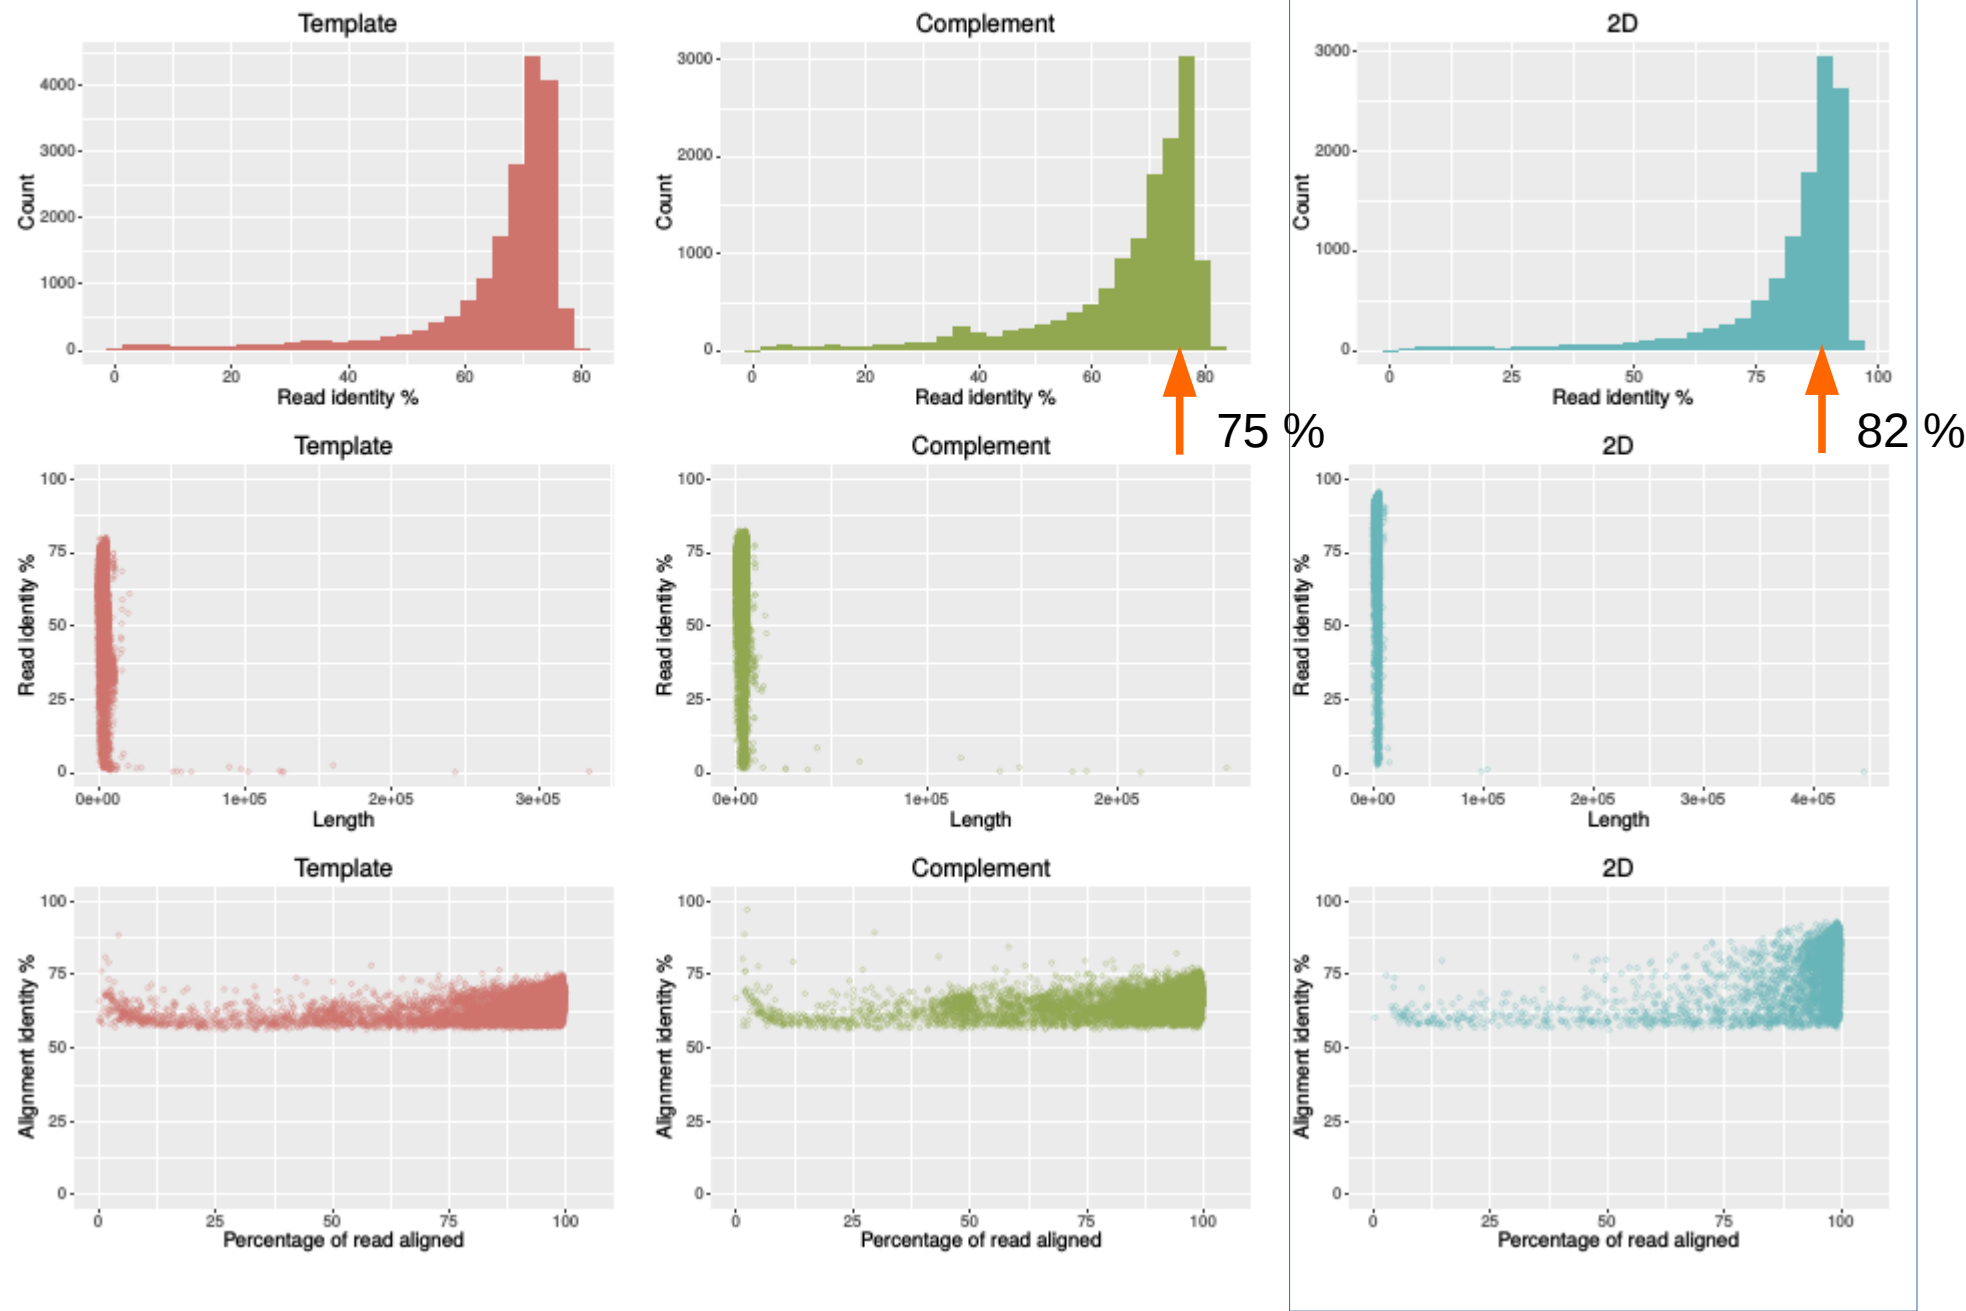 Template
Complement
2D
Count
4000
3000
2000
1000
0
0 20 40 60 80
Read identity %
Count
3000
2000
1000
0
0 20 40 60 80
Read identity %
Count
3000
2000
1000
0
0 25 50 75 100
Read identity %
75 %
82 %
Template
Complement
2D
Read identity %
100
75
50
25
0
0e+00 1e+05 2e+05 3e+05
Length
Read identity %
100
75
50
25
0
0e+00 1e+05 2e+05
Length
Read identity %
100
75
50
25
0
0e+00 1e+05 2e+05 3e+05 4e+05
Length
Template
Complement
2D
Alignment identity %
100
75
50
25
0
0 25 50 75 100
Percentage of read aligned
Alignment identity %
100
75
50
25
0
0 25 50 75 100
Percentage of read aligned
Alignment identity %
100
75
50
25
0
0 25 50 75 100
Percentage of read aligned